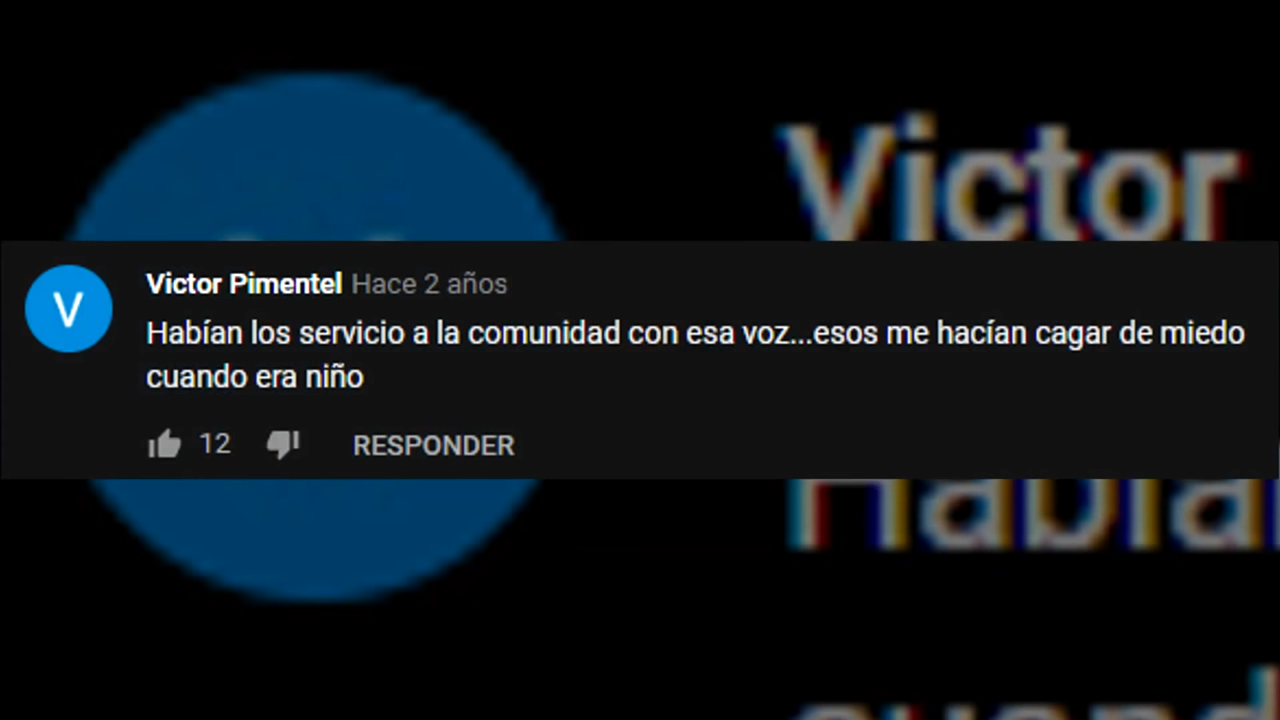 Victor
V
Victor Pimentel Hace 2 años
Habían los servicio a la comunidad con esa voz...esos me hacían cagar de miedo
cuando era niño
12
RESPONDER